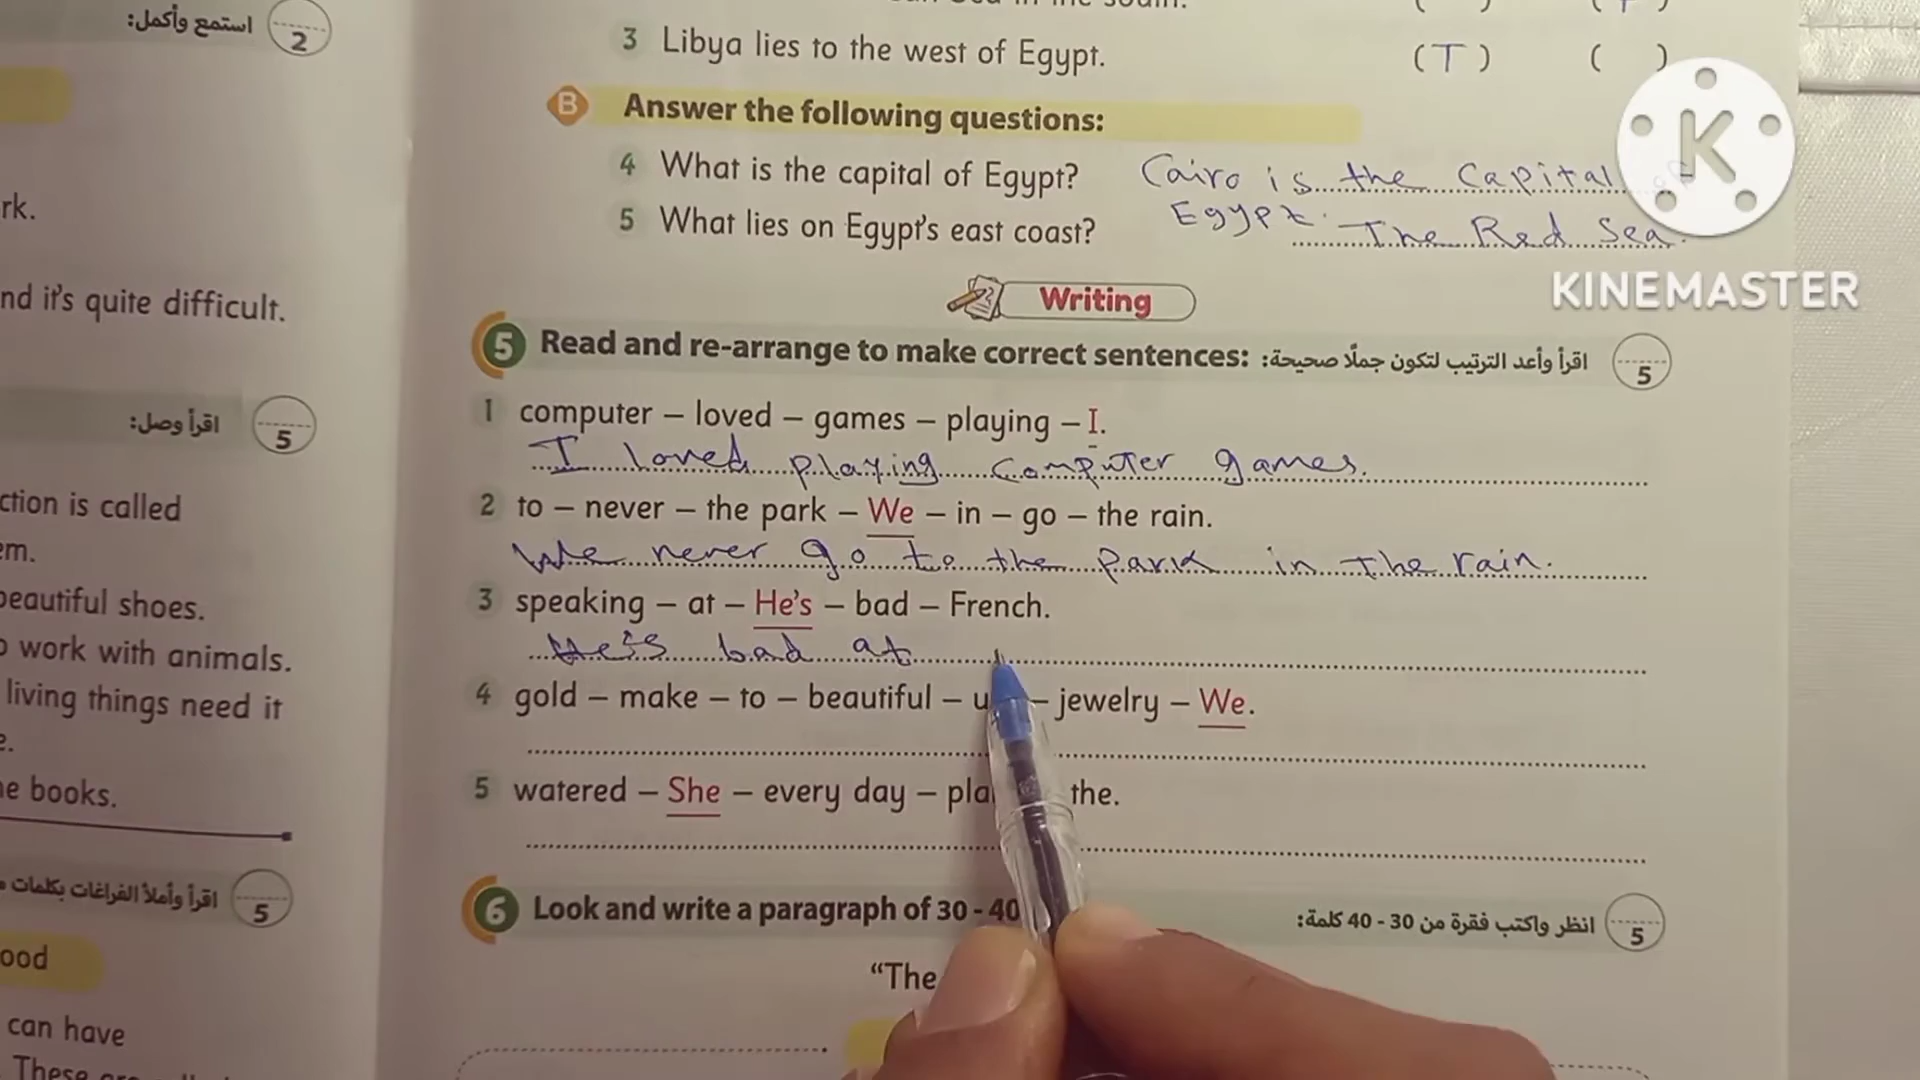 استمع وأكمل: 2
3 Libya lies to the west of Egypt. (T) ( )
B Answer the following questions:
4 What is the capital of Egypt? Cairo is the Capital
Egypt.
5 What lies on Egypt's east coast? The Red Sea.
K
KINEMASTER
Writing
5 Read and re-arrange to make correct sentences: اقرأ وأعد الترتيب لتكون جملًا صحيحة: 5
1 computer – loved – games – playing – I.
I loved playing computer games.
2 to – never – the park – We – in – go – the rain.
We never go to the park in the rain.
3 speaking – at – He's – bad – French.
He's bad at
4 gold – make – to – beautiful – – jewelry – We.
5 watered – She – every day – the.
6 Look and write a paragraph of 30 - 40 انظر واكتب فقرة من 30 - 40 كلمة: 5
"The
rk.
nd it's quite difficult.
اقرأ وصل: 5
ction is called
em.
beautiful shoes.
o work with animals.
living things need it
e.
he books.
اقرأ وأملأ الفراغات بكلمات 5
ood
can have
These are